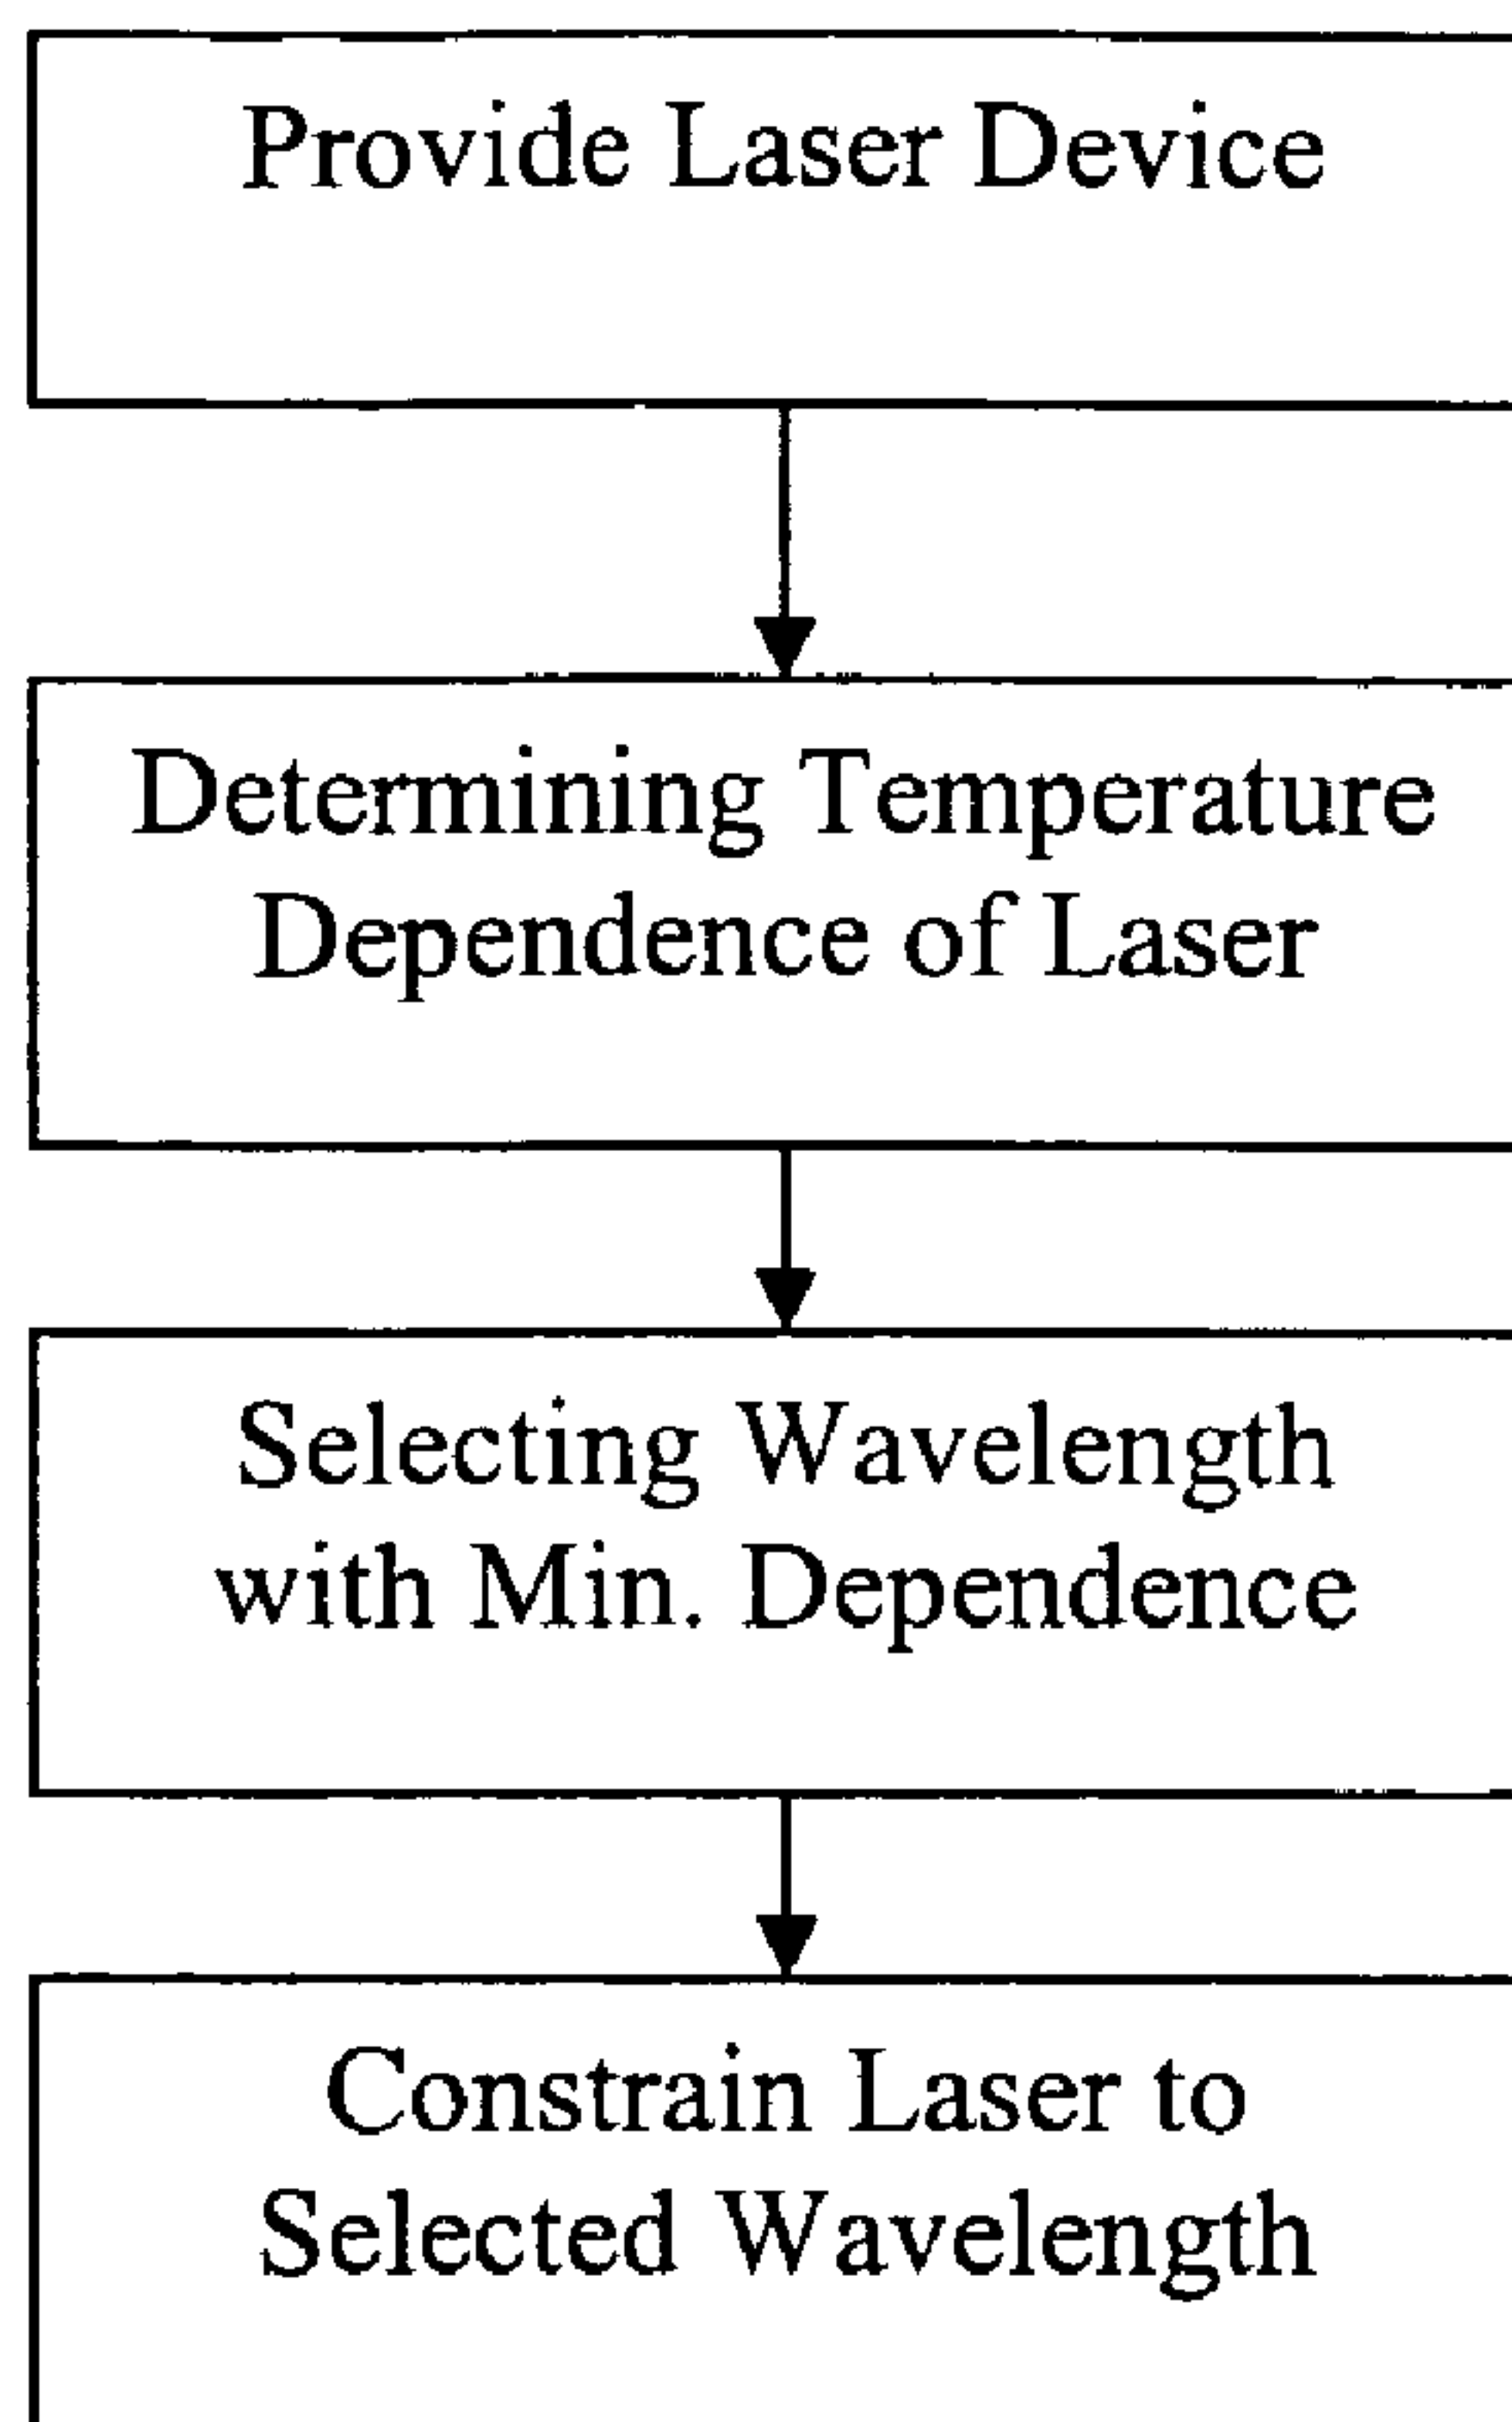 Provide Laser Device
Determining Temperature
Dependence of Laser
Selecting Wavelength
with Min. Dependence
Constrain Laser to
Selected Wavelength